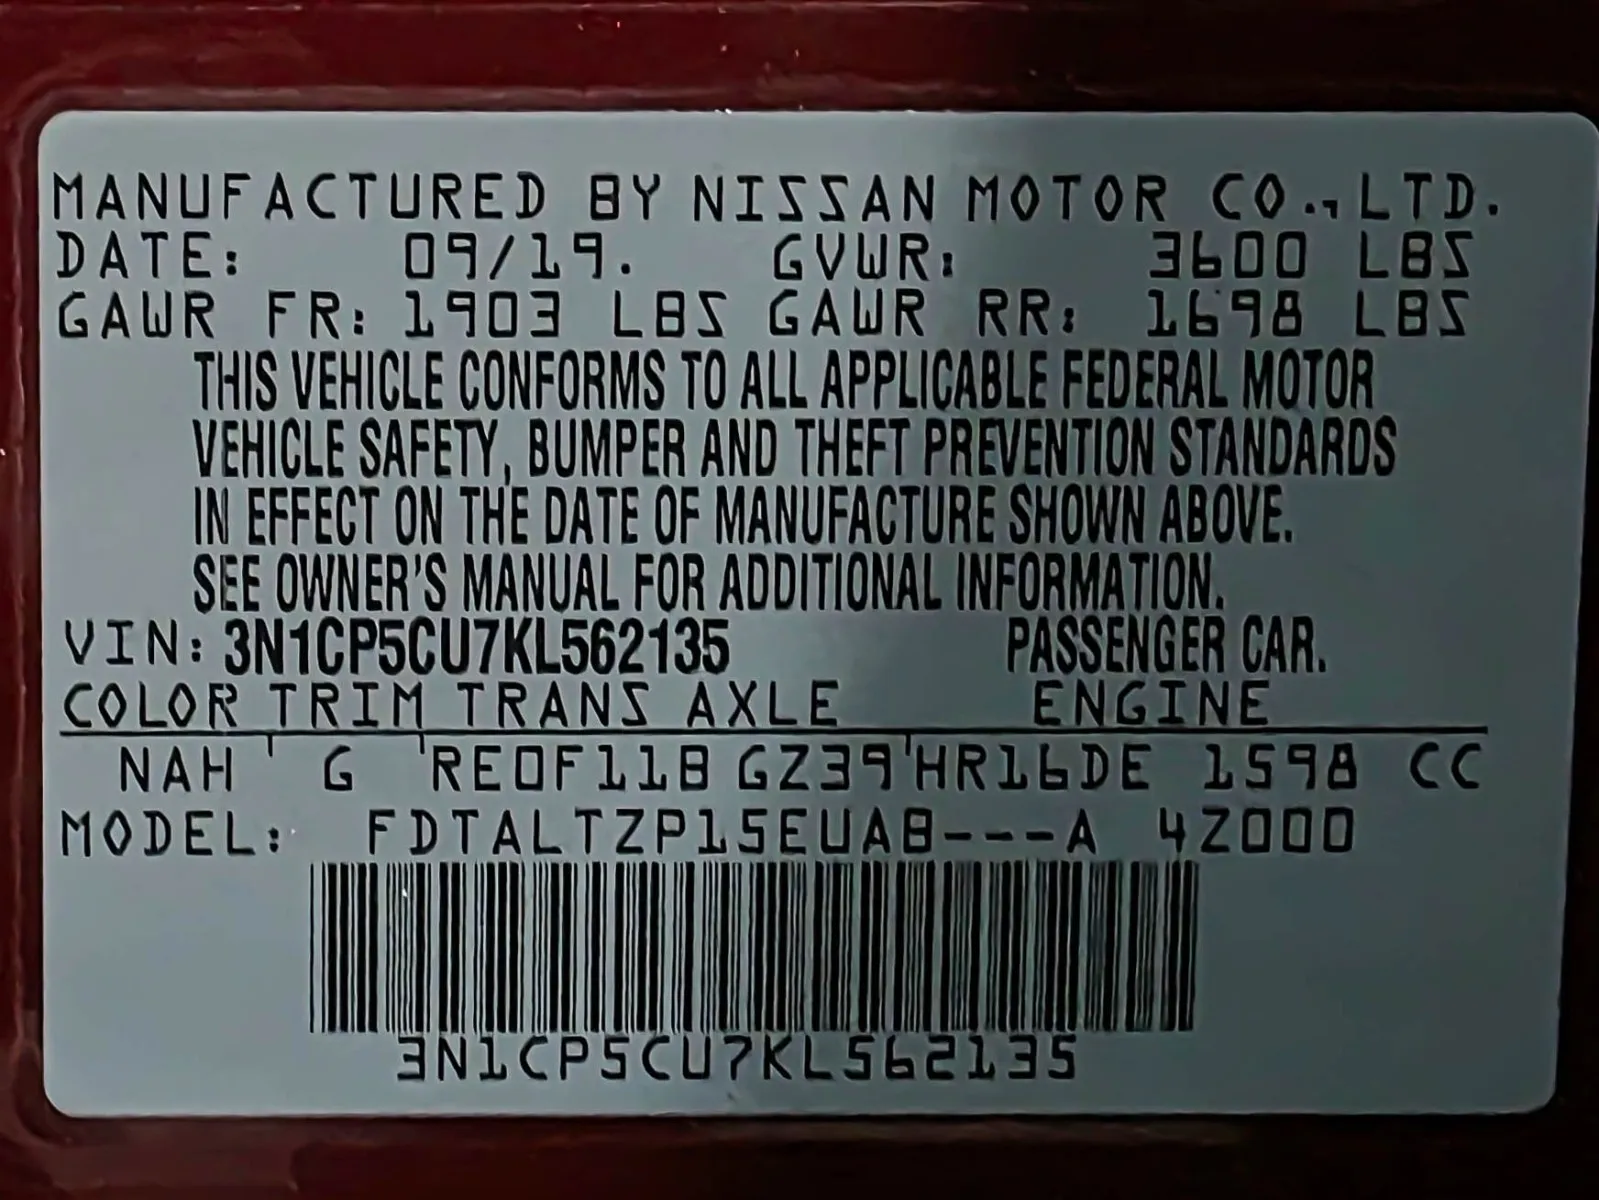 MANUFACTURED BY NISSAN MOTOR CO.,LTD.
DATE: 09/19. GVWR: 3600 LBS
GAWR FR: 1903 LBS GAWR RR: 1698 LBS
THIS VEHICLE CONFORMS TO ALL APPLICABLE FEDERAL MOTOR
VEHICLE SAFETY, BUMPER AND THEFT PREVENTION STANDARDS
IN EFFECT ON THE DATE OF MANUFACTURE SHOWN ABOVE.
SEE OWNER'S MANUAL FOR ADDITIONAL INFORMATION.
VIN: 3N1CP5CU7KL562135 PASSENGER CAR.
COLOR TRIM TRANS AXLE ENGINE
NAH G RE0F11B GZ39 HR16DE 1598 CC
MODEL: FDTALTZP15EUAB---A 4Z000
3N1CP5CU7KL562135